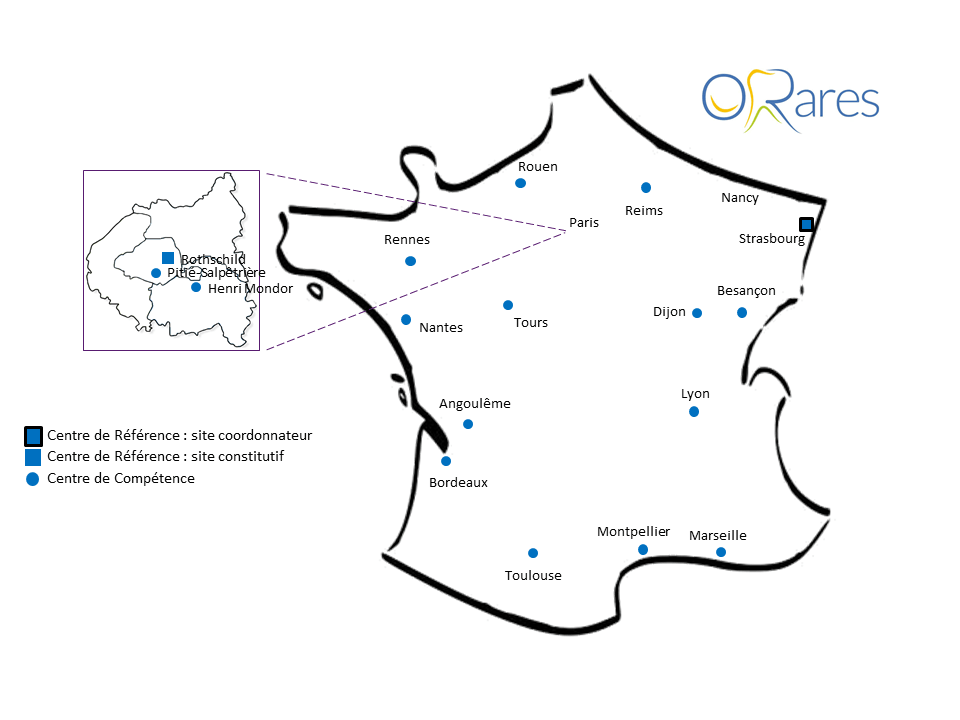 ORares
Rouen
Reims
Nancy
Paris
Strasbourg
Rennes
Rothschild
Pitié-Salpêtrière
Henri Mondor
Besançon
Dijon
Tours
Nantes
Lyon
Angoulême
Centre de Référence : site coordonnateur
Centre de Référence : site constitutif
Centre de Compétence
Bordeaux
Montpellier
Marseille
Toulouse